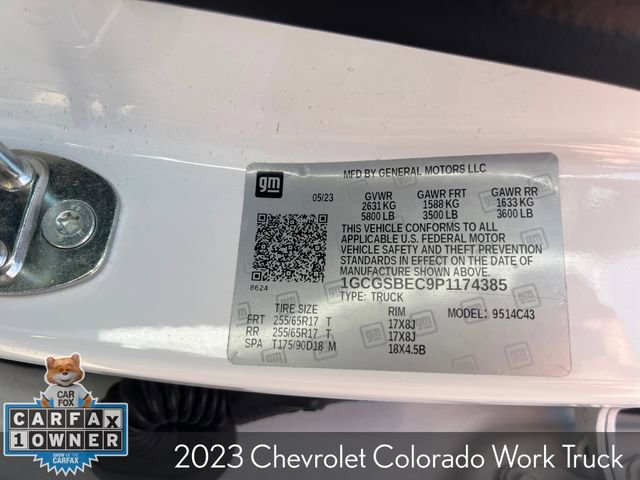 gm
MFD BY GENERAL MOTORS LLC
05/23 GVWR GAWR FRT GAWR RR
2631 KG 1588 KG 1633 KG
5800 LB 3500 LB 3600 LB
THIS VEHICLE CONFORMS TO ALL
APPLICABLE U.S. FEDERAL MOTOR
VEHICLE SAFETY AND THEFT PREVENTION
STANDARDS IN EFFECT ON THE DATE OF
MANUFACTURE SHOWN ABOVE.
8624
1GCGSBEC9P1174385
TYPE: TRUCK
TIRE SIZE RIM MODEL: 9514C43
FRT 255/65R17 T 17X8J
RR 255/65R17 T 17X8J
SPA T175/90D18 M 18X4.5B
CAR FOX
CARFAX
1 OWNER
SHOW ME THE CARFAX
2023 Chevrolet Colorado Work Truck